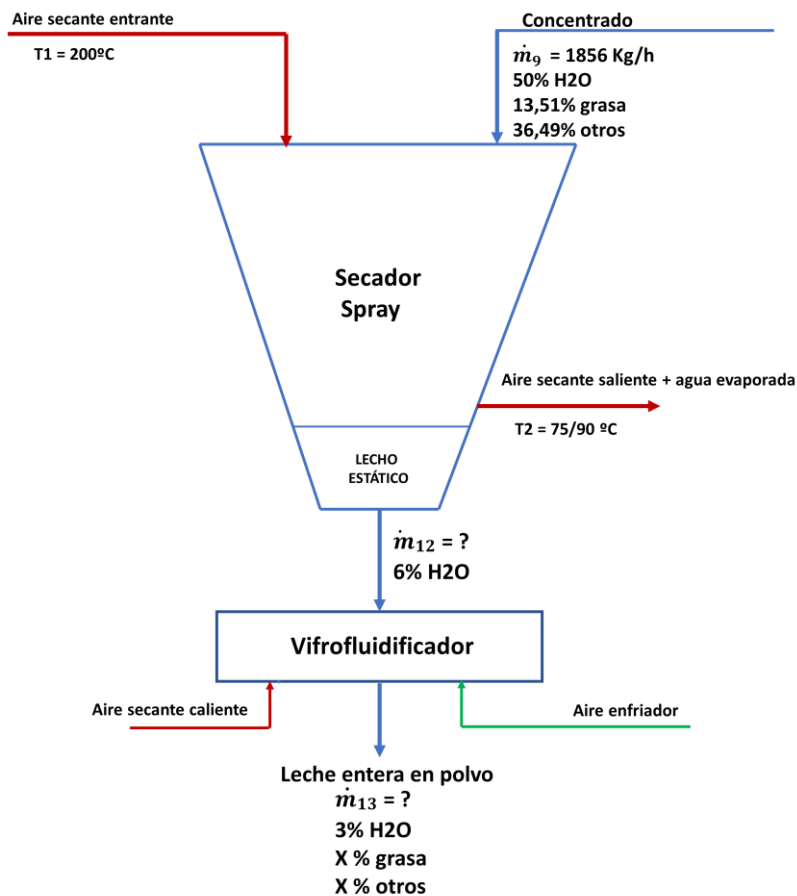 Aire secante entrante
T1 = 200ºC
Concentrado
ṁ₉ = 1856 Kg/h
50% H2O
13,51% grasa
36,49% otros
Secador
Spray
Aire secante saliente + agua evaporada
T2 = 75/90 ºC
LECHO
ESTÁTICO
ṁ₁₂ = ?
6% H2O
Vifrofluidificador
Aire secante caliente
Aire enfriador
Leche entera en polvo
ṁ₁₃ = ?
3% H2O
X % grasa
X % otros